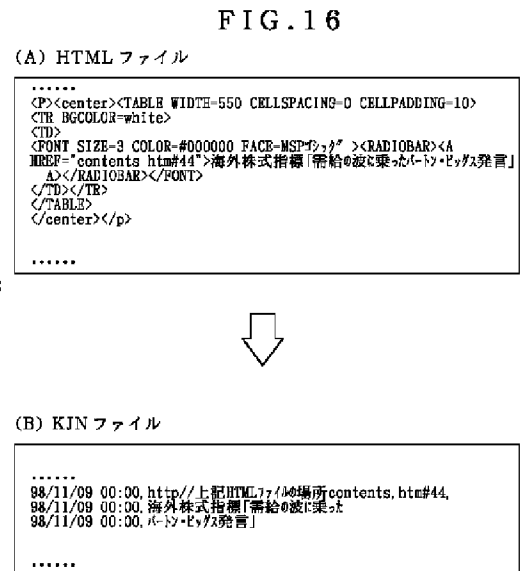 FIG.16
(A) HTMLファイル
......
<P><center><TABLE WIDTH=550 CELLSPACING=0 CELLPADDING=10>
<TR BGCOLOR=white>
<TD>
<FONT SIZE=3 COLOR=#000000 FACE=MSPゴシック ><RADIOBAR><A
HREF="contents htm#44">海外株式指標「需給の波に乗ったバートン・ビッグス発言」
A></RADIOBAR></FONT>
</TD></TR>
</TABLE>
</center></p>
......
(B) KJNファイル
......
98/11/09 00:00,http//上記HTMLファイルの場所contents,htm#44,
98/11/09 00:00,海外株式指標「需給の波に乗った
98/11/09 00:00,バートン・ビッグス発言」
......